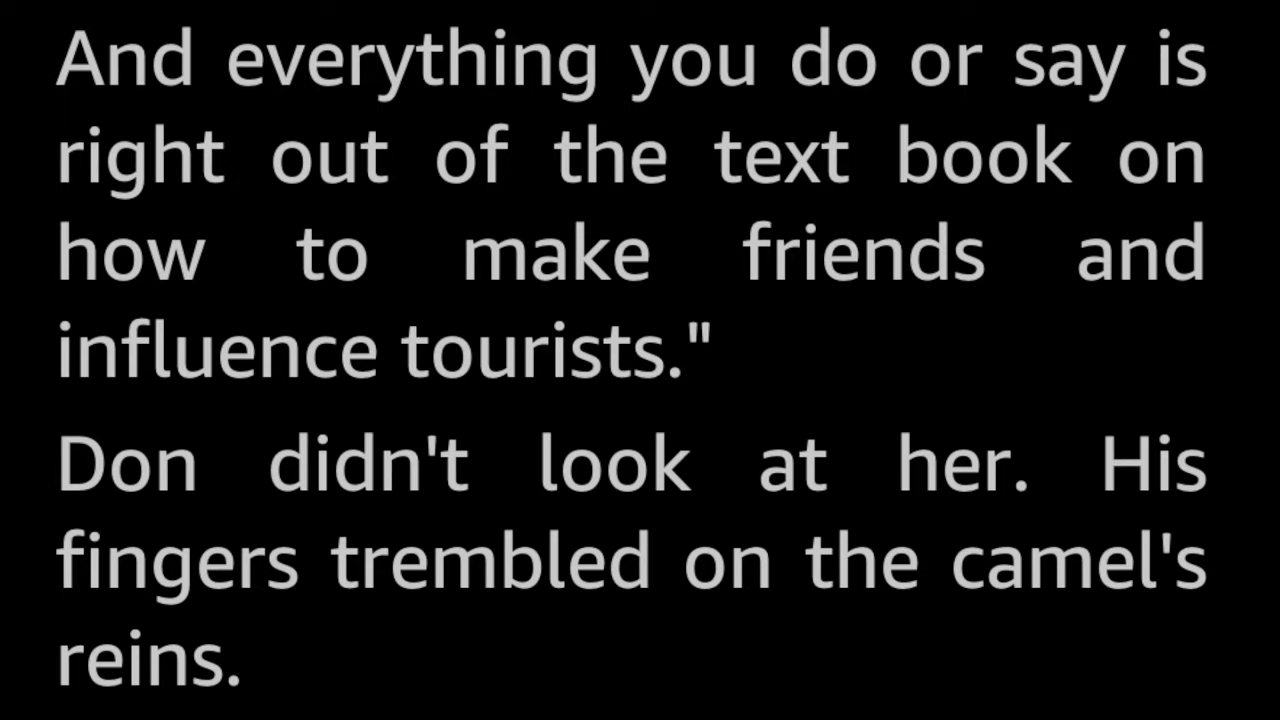 And everything you do or say is
right out of the text book on
how to make friends and
influence tourists."
Don didn't look at her. His
fingers trembled on the camel's
reins.